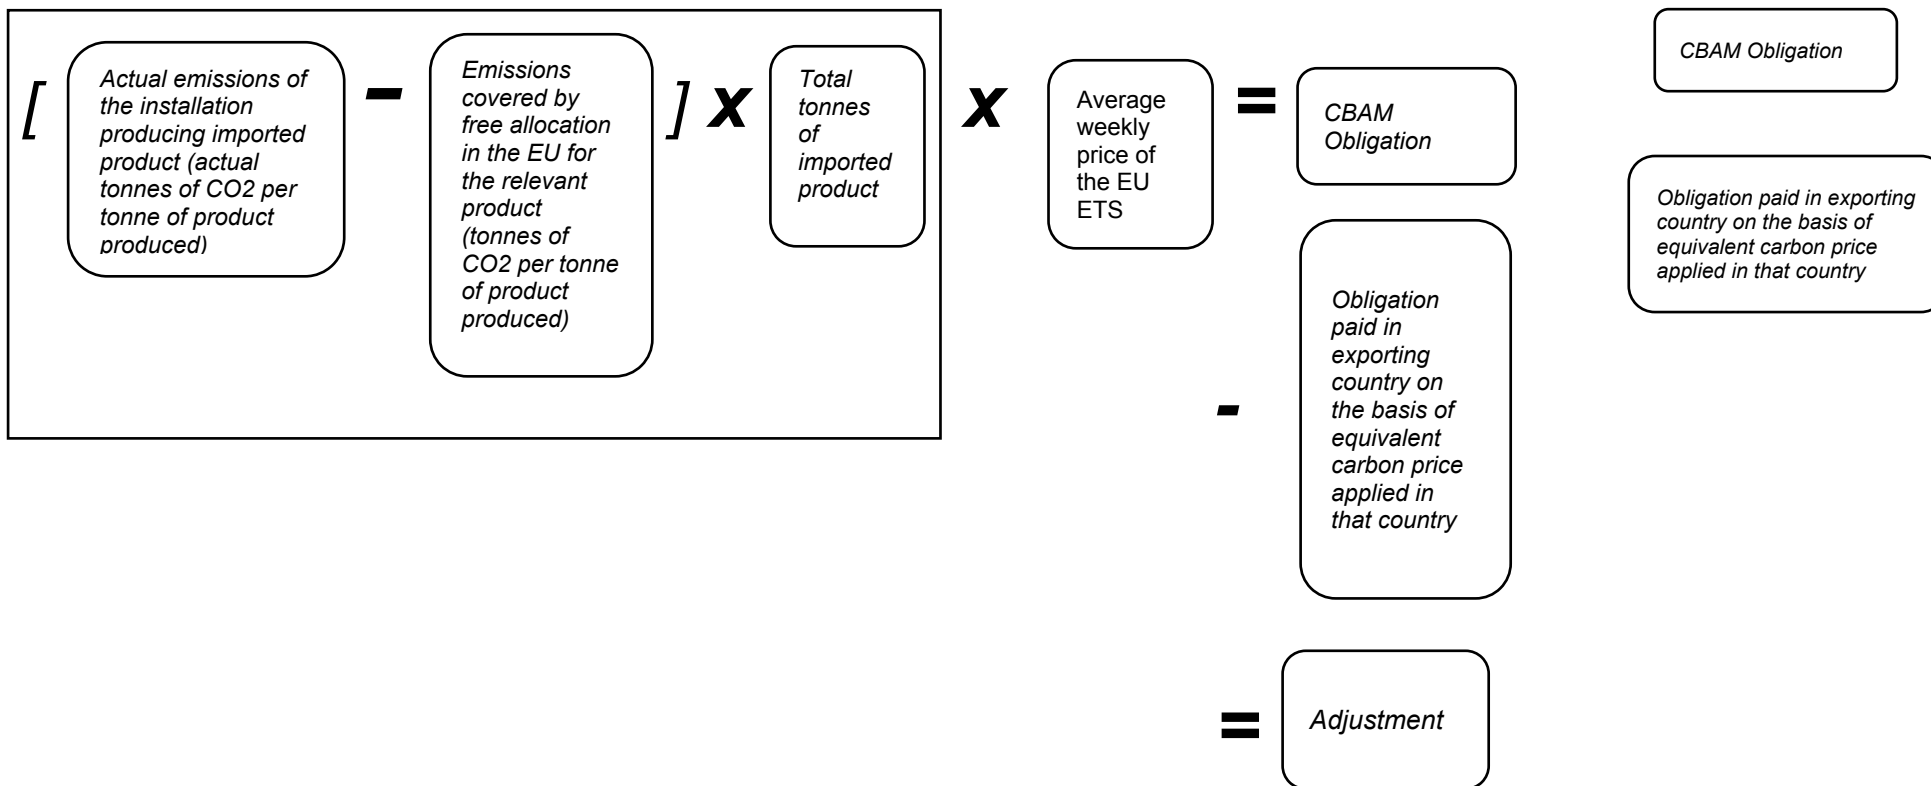 [
Actual emissions of
the installation
producing imported
product (actual
tonnes of CO2 per
tonne of product
produced)
-
Emissions
covered by
free allocation
in the EU for
the relevant
product
(tonnes of
CO2 per tonne
of product
produced)
]
x
Total
tonnes
of
imported
product
x
Average
weekly
price of
the EU
ETS
=
CBAM
Obligation
-
Obligation
paid in
exporting
country on
the basis of
equivalent
carbon price
applied in
that country
=
Adjustment
CBAM Obligation
Obligation paid in exporting
country on the basis of
equivalent carbon price
applied in that country